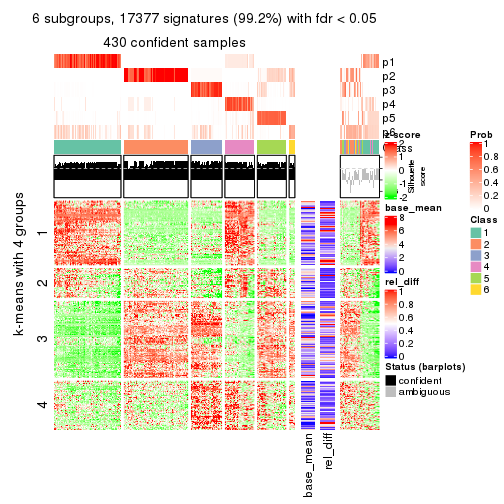 6 subgroups, 17377 signatures (99.2%) with fdr < 0.05
430 confident samples
p1
p2
p3
p4
p5
p6
Class
Silhouette
score
k-means with 4 groups
1
2
3
4
base_mean
rel_diff
z-score
2
1
0
-1
-2
base_mean
8
6
4
2
0
rel_diff
1
0.8
0.6
0.4
0.2
0
Status (barplots)
confident
ambiguous
Prob
1
0.8
0.6
0.4
0.2
0
Class
1
2
3
4
5
6